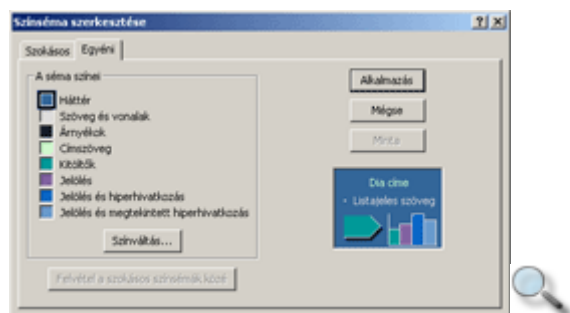 Színséma szerkesztése
Szokásos Egyéni
A séma színei
Háttér
Szöveg és vonalak
Árnyékok
Címszöveg
Kitöltés
Jelölés
Jelölés és hiperhivatkozás
Jelölés és megtekintett hiperhivatkozás
Színváltás...
Felvétel a szokásos színsémák közé
Alkalmazás
Mégse
Minta
Dia címe
• Listajeles szöveg